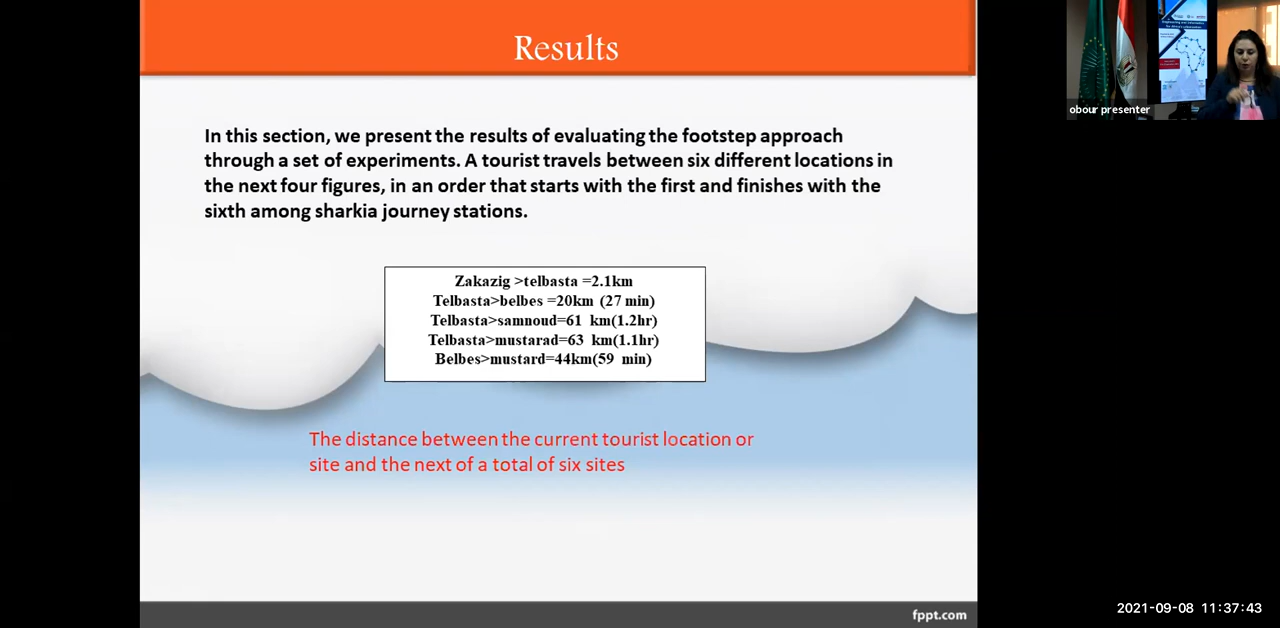 Results
In this section, we present the results of evaluating the footstep approach
through a set of experiments. A tourist travels between six different locations in
the next four figures, in an order that starts with the first and finishes with the
sixth among sharkia journey stations.
Zakazig >telbasta =2.1km
Telbasta>belbes =20km (27 min)
Telbasta>samnoud=61 km(1.2hr)
Telbasta>mustarad=63 km(1.1hr)
Belbes>mustard=44km(59 min)
The distance between the current tourist location or
site and the next of a total of six sites
fppt.com
obour presenter
2021-09-08 11:37:43